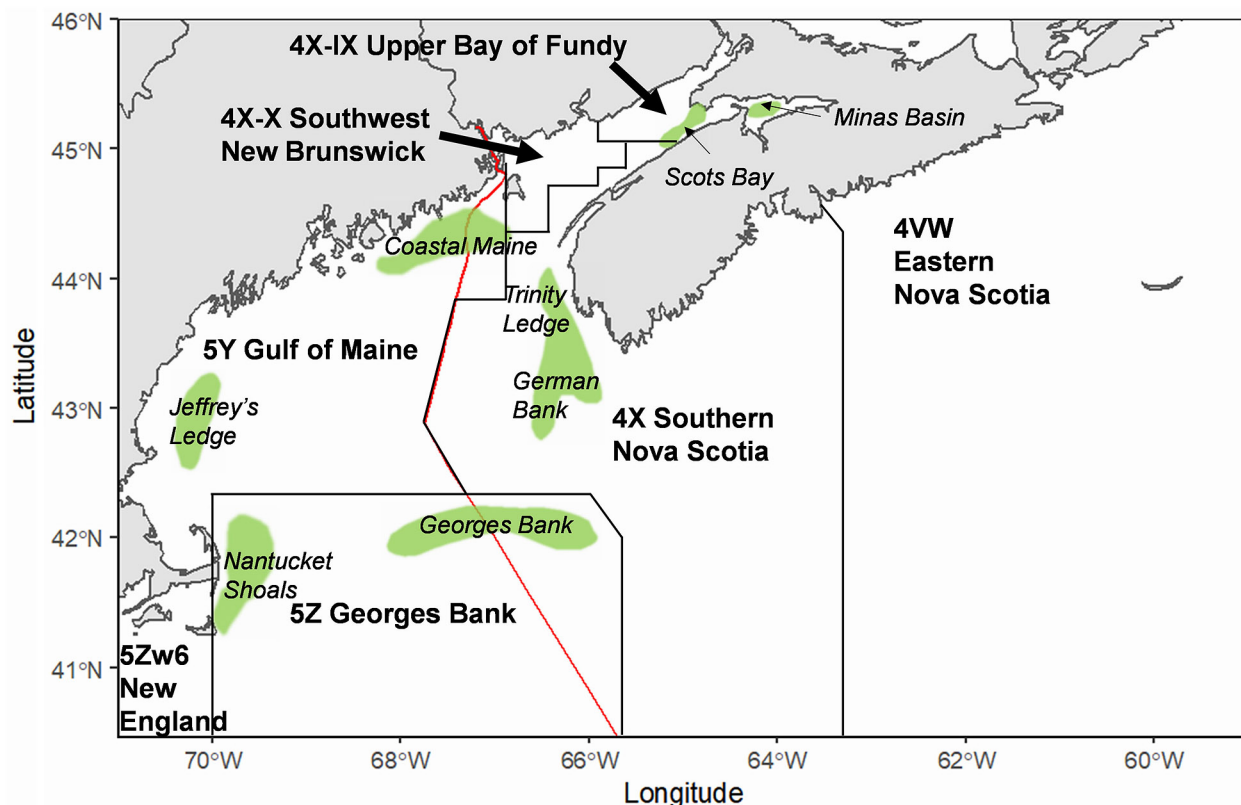 46°N
45°N
44°N
43°N
42°N
41°N
Latitude
4X-IX Upper Bay of Fundy
4X-X Southwest
New Brunswick
Minas Basin
Scots Bay
Coastal Maine
4VW
Eastern
Nova Scotia
Trinity
Ledge
5Y Gulf of Maine
German
Bank
Jeffrey's
Ledge
4X Southern
Nova Scotia
Georges Bank
Nantucket
Shoals
5Z Georges Bank
5Zw6
New
England
70°W
68°W
66°W
64°W
62°W
60°W
Longitude